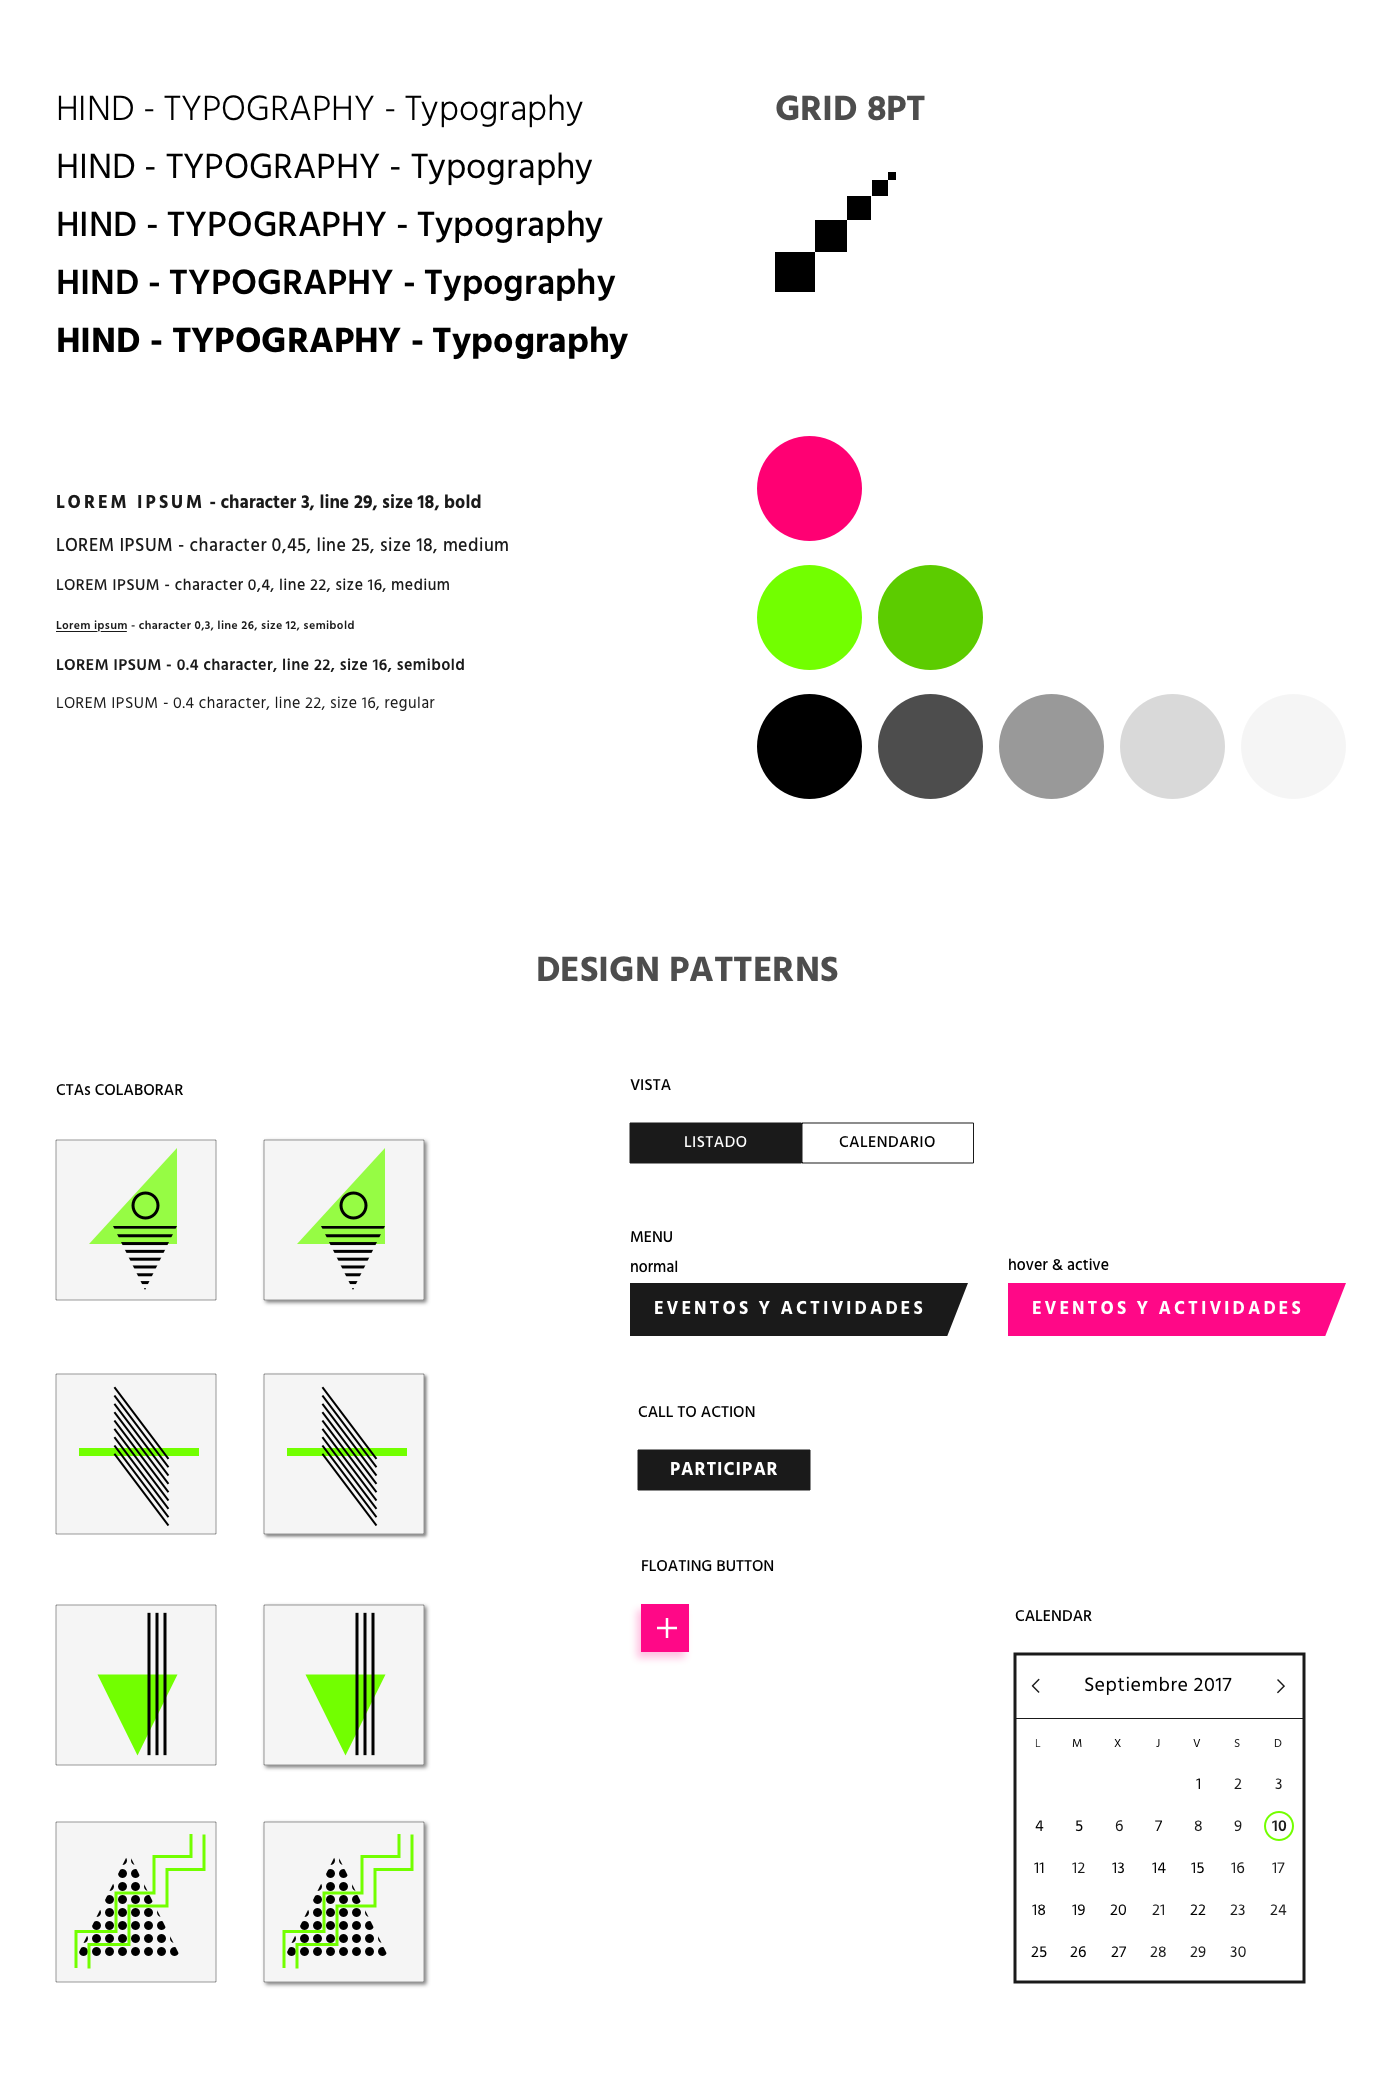 HIND - TYPOGRAPHY - Typography
HIND - TYPOGRAPHY - Typography
HIND - TYPOGRAPHY - Typography
HIND - TYPOGRAPHY - Typography
HIND - TYPOGRAPHY - Typography
GRID 8PT
LOREM IPSUM - character 3, line 29, size 18, bold
LOREM IPSUM - character 0,45, line 25, size 18, medium
LOREM IPSUM - character 0,4, line 22, size 16, medium
Lorem ipsum - character 0,3, line 26, size 12, semibold
LOREM IPSUM - 0.4 character, line 22, size 16, semibold
LOREM IPSUM - 0.4 character, line 22, size 16, regular
DESIGN PATTERNS
CTAs COLABORAR
VISTA
LISTADO CALENDARIO
MENU
normal
EVENTOS Y ACTIVIDADES
hover & active
EVENTOS Y ACTIVIDADES
CALL TO ACTION
PARTICIPAR
FLOATING BUTTON
+
CALENDAR
< Septiembre 2017 >
L M X J V S D
1 2 3
4 5 6 7 8 9 10
11 12 13 14 15 16 17
18 19 20 21 22 23 24
25 26 27 28 29 30